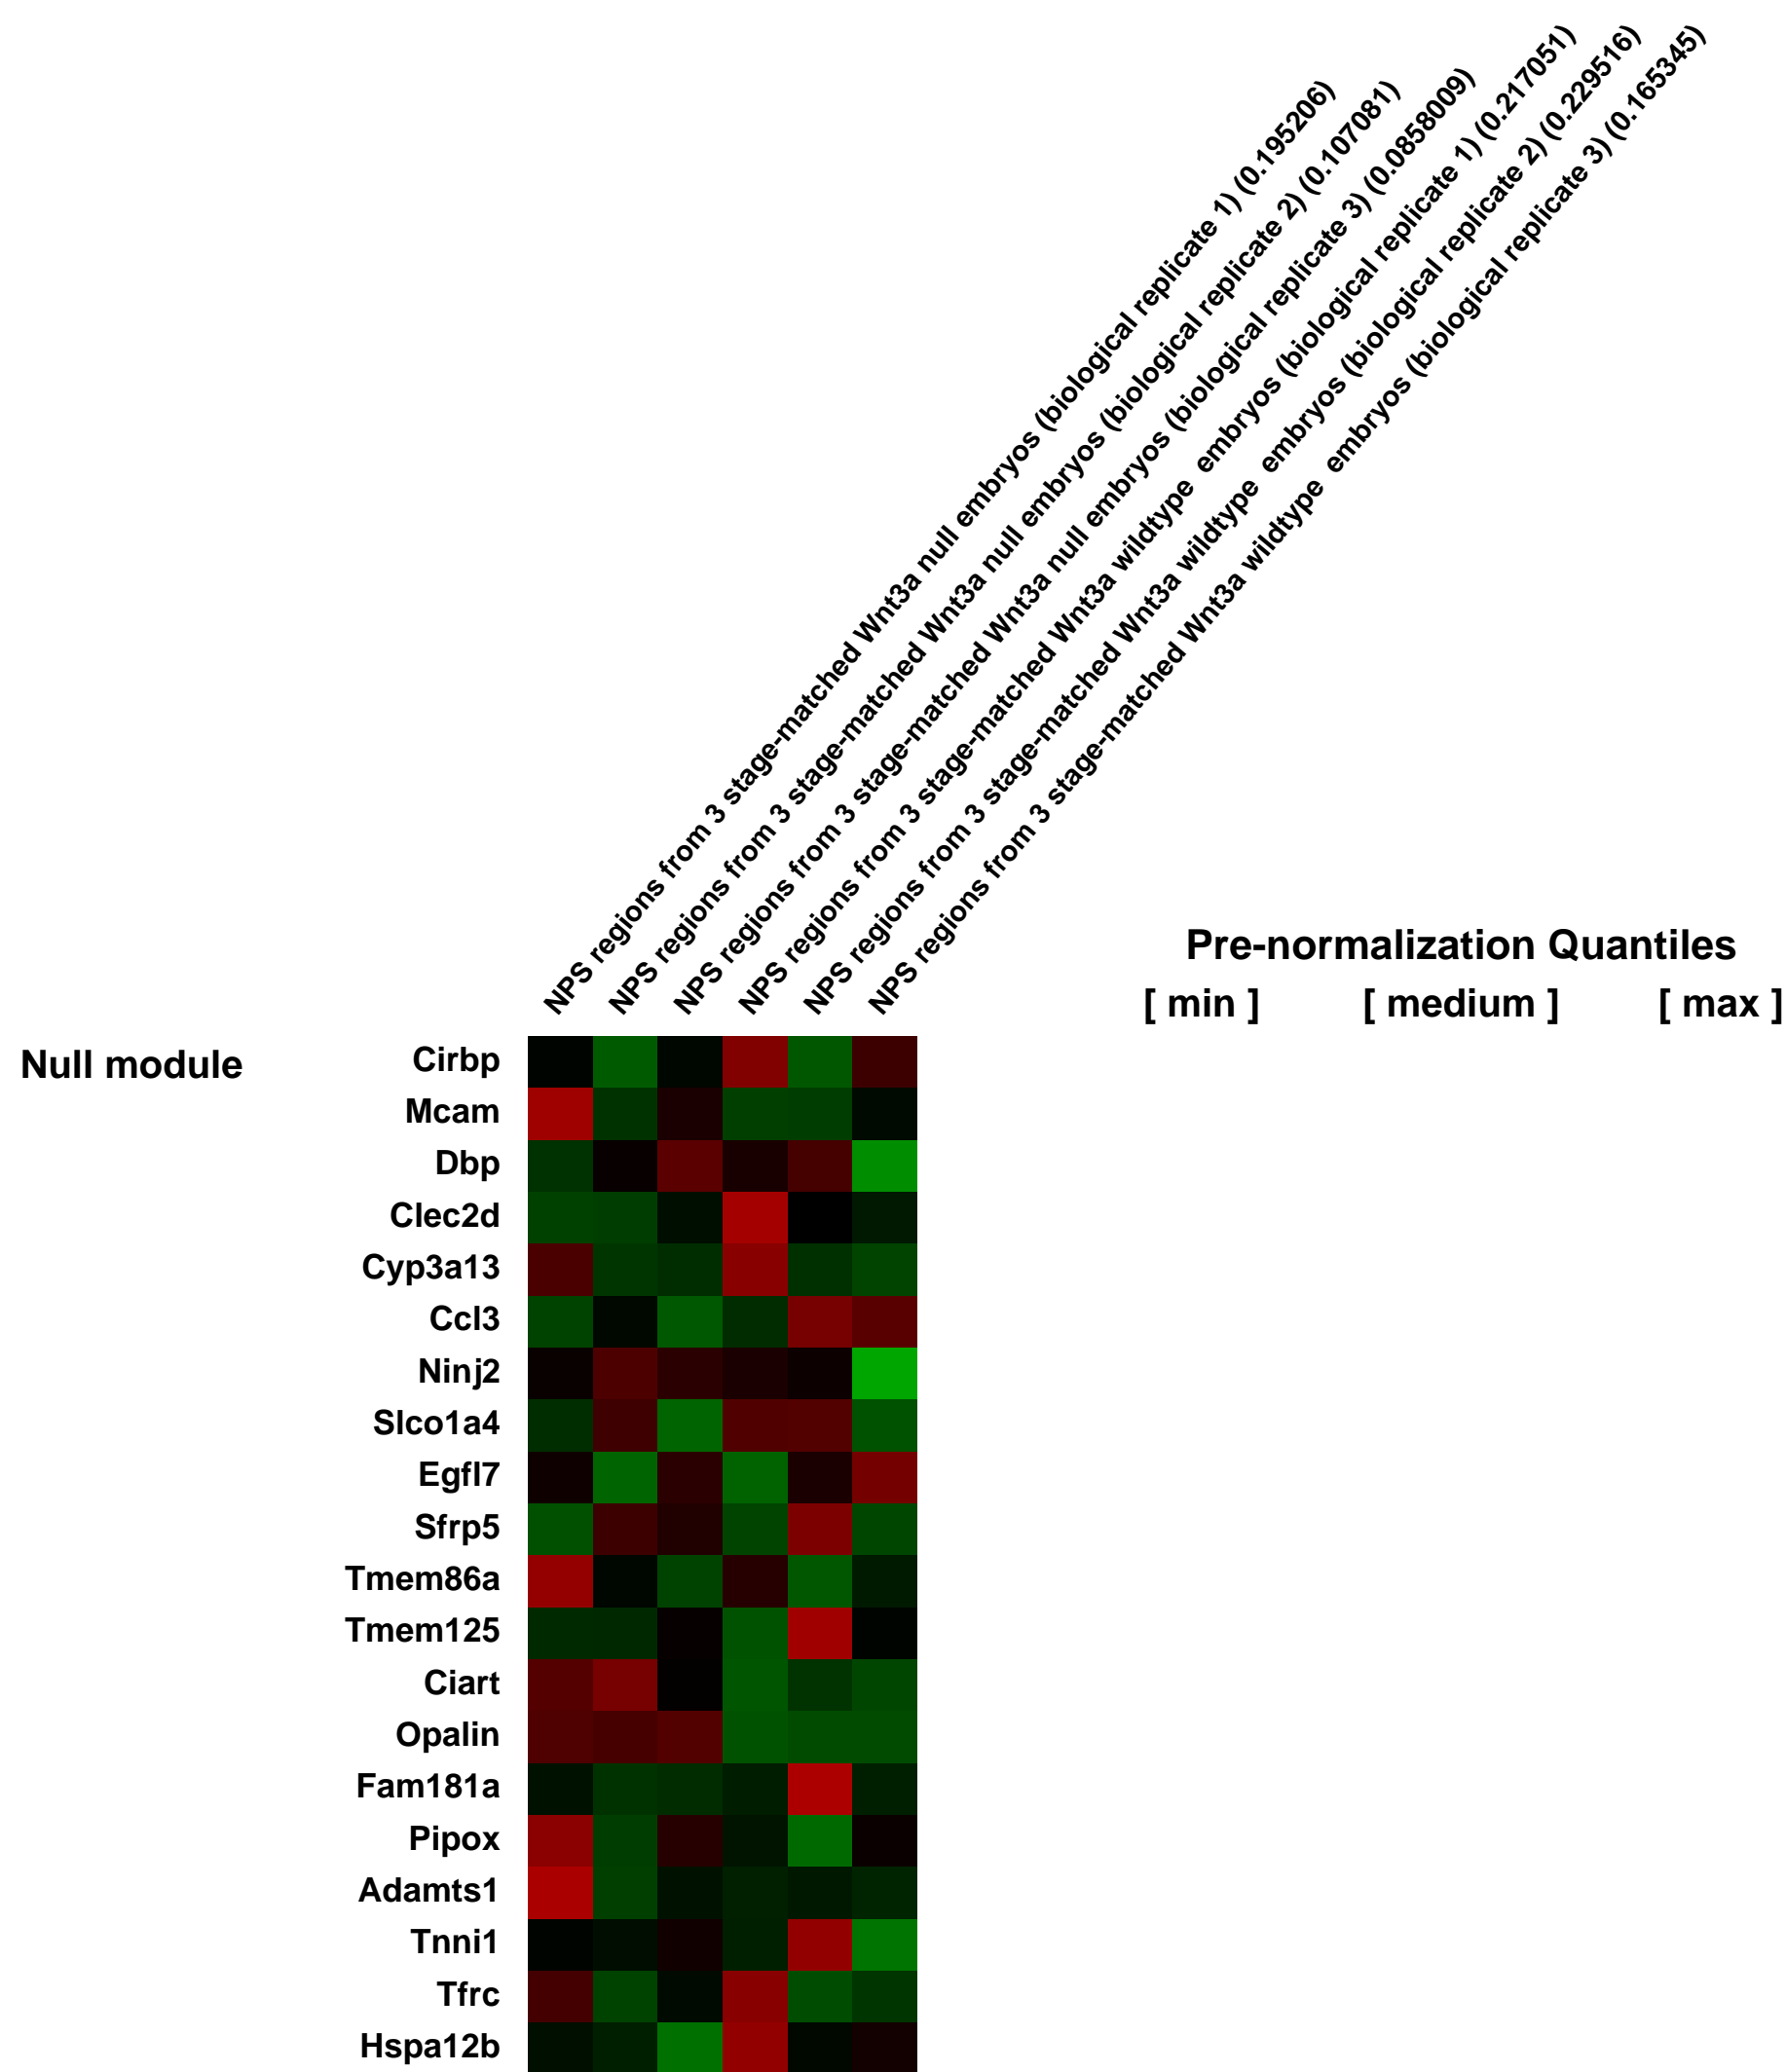 NPS regions from 3 stage-matched Wnt3a null embryos (biological replicate 1) (0.195206)
NPS regions from 3 stage-matched Wnt3a null embryos (biological replicate 2) (0.107081)
NPS regions from 3 stage-matched Wnt3a null embryos (biological replicate 3) (0.0858009)
NPS regions from 3 stage-matched Wnt3a wildtype  embryos (biological replicate 1) (0.217051)
NPS regions from 3 stage-matched Wnt3a wildtype  embryos (biological replicate 2) (0.229516)
NPS regions from 3 stage-matched Wnt3a wildtype  embryos (biological replicate 3) (0.165345)
Pre-normalization Quantiles
[ min ] [ medium ] [ max ]
Null module
Cirbp
Mcam
Dbp
Clec2d
Cyp3a13
Ccl3
Ninj2
Slco1a4
Egfl7
Sfrp5
Tmem86a
Tmem125
Ciart
Opalin
Fam181a
Pipox
Adamts1
Tnni1
Tfrc
Hspa12b